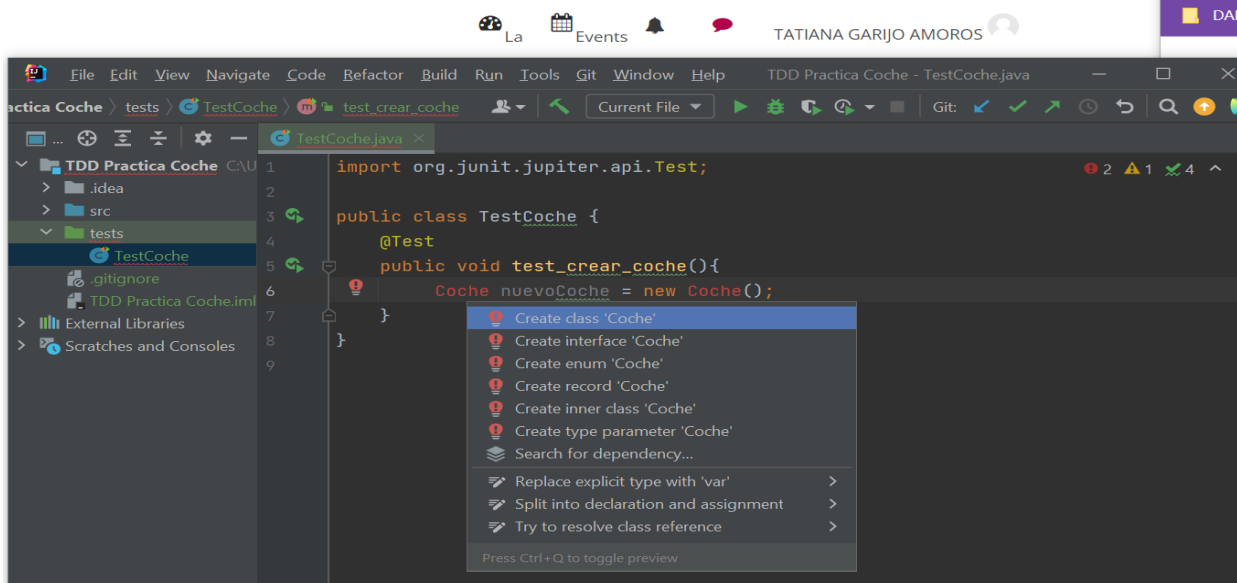 La
Events
TATIANA GARIJO AMOROS
File Edit View Navigate Code Refactor Build Run Tools Git Window Help TDD Practica Coche - TestCoche.java
actica Coche tests TestCoche test_crear_coche Current File Git:
TestCoche.java
TDD Practica Coche C:\U
.idea
src
tests
TestCoche
.gitignore
TDD Practica Coche.iml
External Libraries
Scratches and Consoles
2 1 4
1 import org.junit.jupiter.api.Test;
2
3 public class TestCoche {
4 @Test
5 public void test_crear_coche(){
6 Coche nuevoCoche = new Coche();
7 }
8 }
9
Create class 'Coche'
Create interface 'Coche'
Create enum 'Coche'
Create record 'Coche'
Create inner class 'Coche'
Create type parameter 'Coche'
Search for dependency...
Replace explicit type with 'var'
Split into declaration and assignment
Try to resolve class reference
Press Ctrl+Q to toggle preview